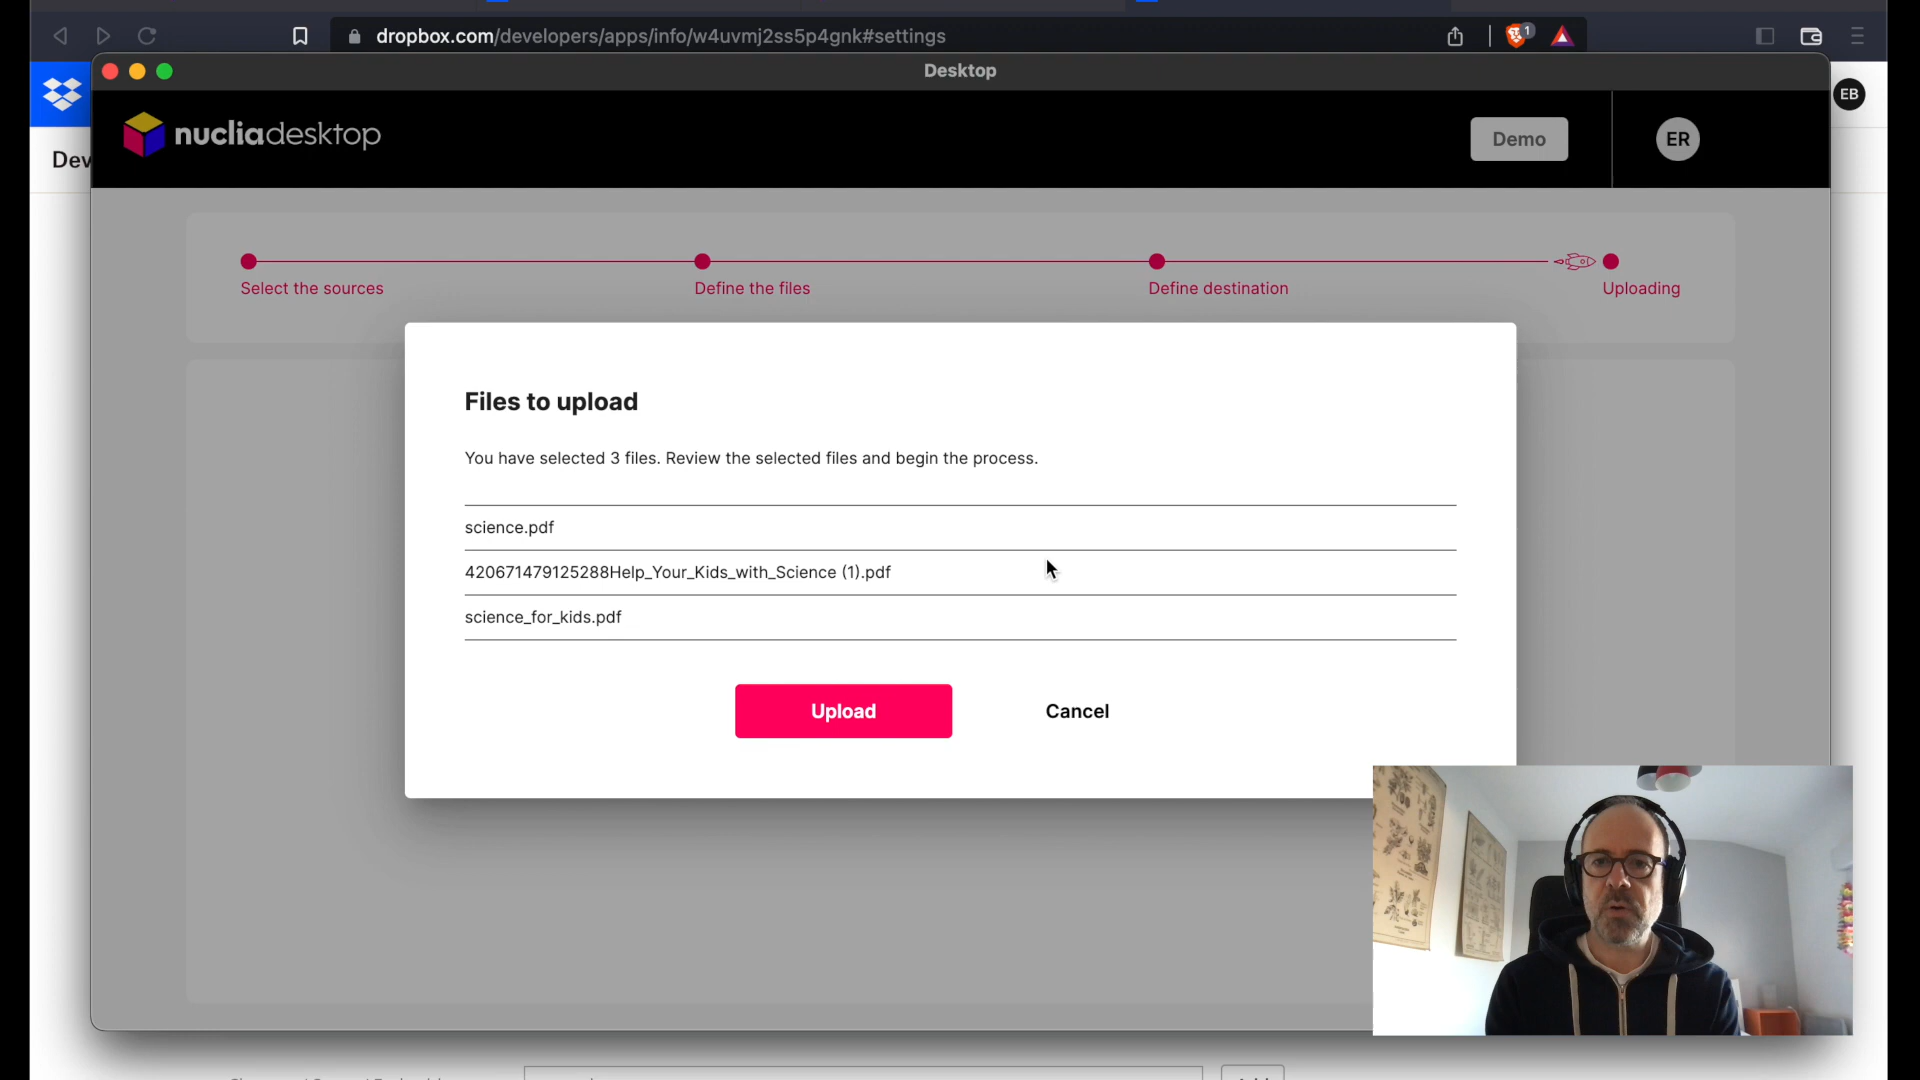 dropbox.com/developers/apps/info/w4uvmj2ss5p4gnk#settings
1
Desktop
EB
nucliadesktop
Demo
ER
Dev
Select the sources
Define the files
Define destination
Uploading
Files to upload
You have selected 3 files. Review the selected files and begin the process.
science.pdf
420671479125288Help_Your_Kids_with_Science (1).pdf
science_for_kids.pdf
Upload
Cancel